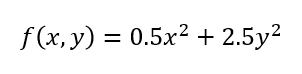 f(x, y) = 0.5x² + 2.5y²